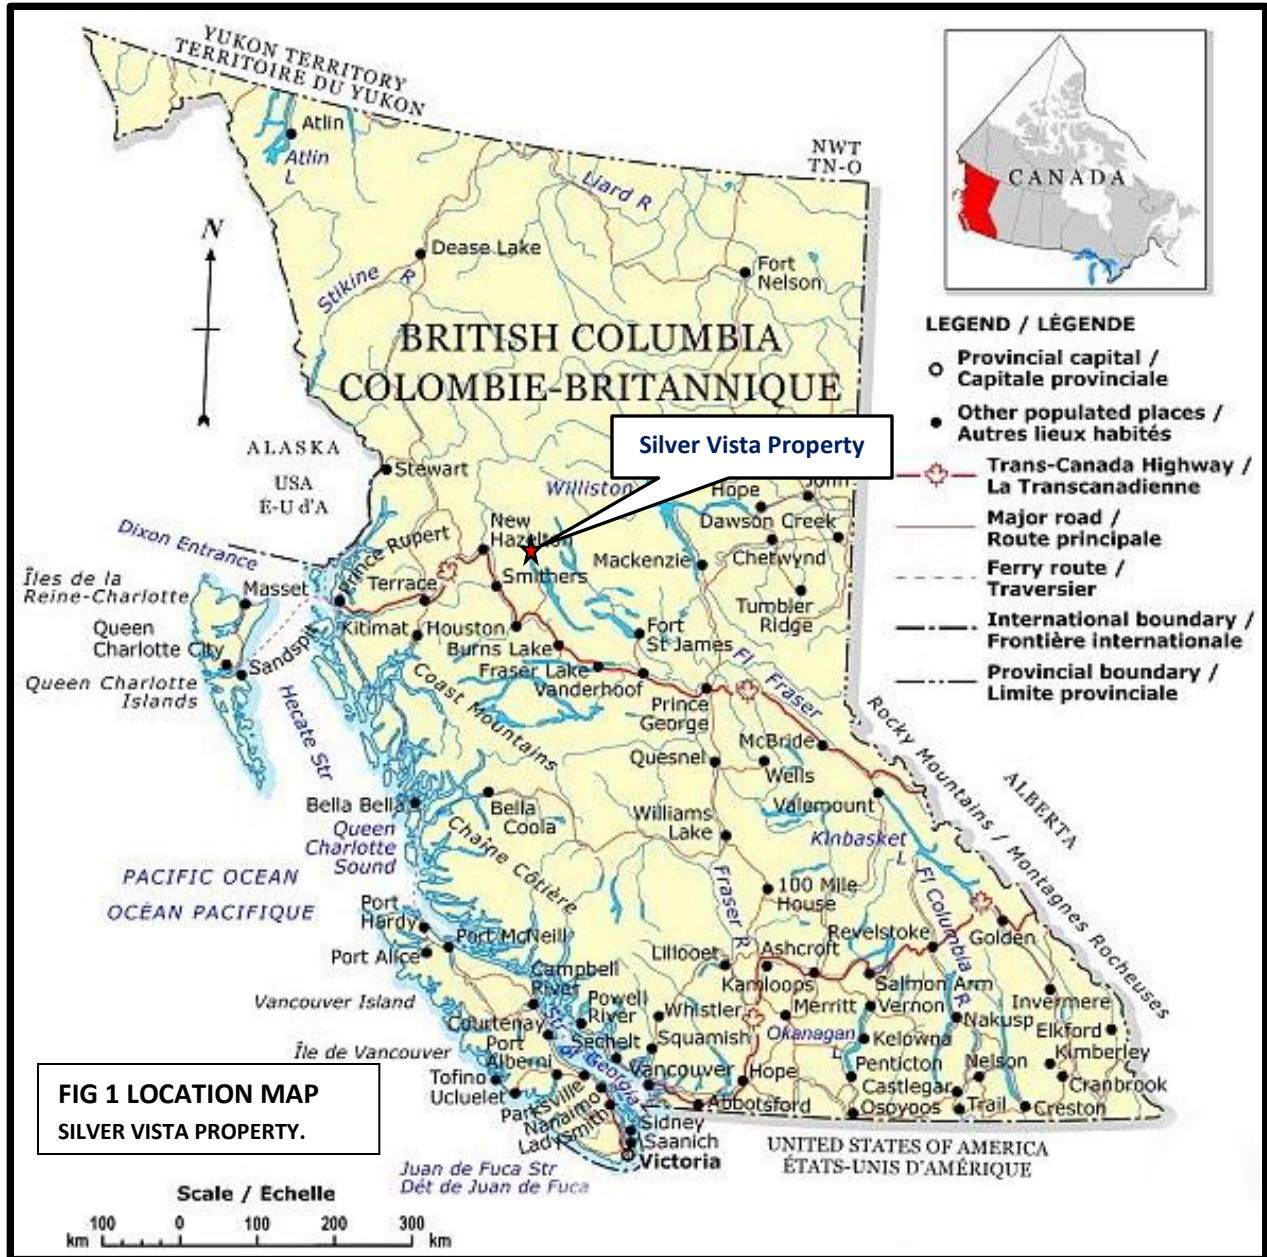 YUKON TERRITORY
TERRITOIRE DU YUKON
NWT
TN-O
Atlin
Atlin
L
Liard R
CANADA
N
Dease Lake
Stikine
R
Fort
Nelson
BRITISH COLUMBIA
COLOMBIE-BRITANNIQUE
LEGEND / LÉGENDE
Provincial capital /
Capitale provinciale
Other populated places /
Autres lieux habités
Trans-Canada Highway /
La Transcanadienne
Major road /
Route principale
Ferry route /
Traversier
International boundary /
Frontière internationale
Provincial boundary /
Limite provinciale
Silver Vista Property
ALASKA
USA
É-U d'A
Stewart
Williston
Hope
John
Dawson Creek
New
Hazelton
Mackenzie
Chetwynd
Dixon Entrance
Prince Rupert
Terrace
Smithers
Tumbler
Ridge
Îles de la
Reine-Charlotte
Masset
Queen
Charlotte City
Sandspit
Queen Charlotte
Islands
Kitimat
Houston
Burns Lake
Fraser Lake
Vanderhoof
Fort
St James
Fl Fraser
Prince
George
Hecate Str
Coast Mountains
McBride
Quesnel
Wells
Valemount
Rocky Mountains / Montagnes Rocheuses
ALBERTA
Bella Bella
Bella
Coola
Williams
Lake
Kinbasket
L
Queen
Charlotte
Sound
Chaîne Côtière
PACIFIC OCEAN
OCÉAN PACIFIQUE
Fraser R
100 Mile
House
Fl Columbia R
Port
Hardy
Port McNeill
Port Alice
Revelstoke
Golden
Lillooet
Ashcroft
Kamloops
Salmon Arm
Campbell
River
Vancouver Island
Powell
River
Whistler
Merritt
Vernon
Invermere
Nakusp
Elkford
Courtenay
Squamish
Okanagan
L
Kelowna
Île de Vancouver
Port
Alberni
Sechelt
Str. of Georgia
Penticton
Nelson
Kimberley
Tofino
Ucluelet
Vancouver
Hope
Castlegar
Cranbrook
Parksville
Nanaimo
Ladysmith
Abbotsford
Osoyoos
Trail
Creston
Sidney
Saanich
Victoria
UNITED STATES OF AMERICA
ÉTATS-UNIS D'AMÉRIQUE
Juan de Fuca Str
Dét de Juan de Fuca
FIG 1 LOCATION MAP
SILVER VISTA PROPERTY.
Scale / Echelle
100 0 100 200 300
km km